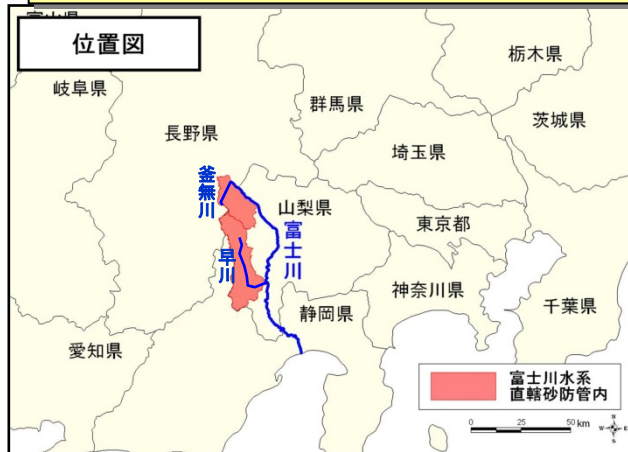 富山県
位置図
栃木県
岐阜県
群馬県
茨城県
長野県
埼玉県
釜無川
山梨県
富士川
東京都
早川
神奈川県
静岡県
千葉県
愛知県
富士川水系
直轄砂防管内
0 25 50 km
N
W E
S